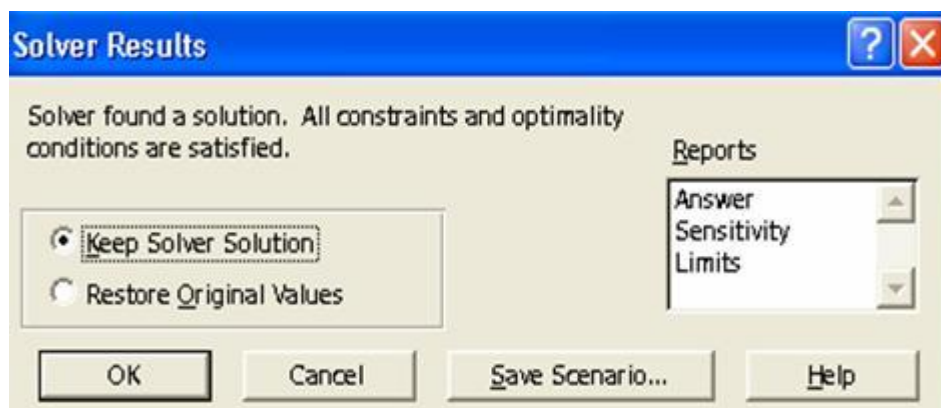 Solver Results
Solver found a solution. All constraints and optimality
conditions are satisfied.
Reports
Answer
Sensitivity
Limits
Keep Solver Solution
Restore Original Values
OK
Cancel
Save Scenario...
Help